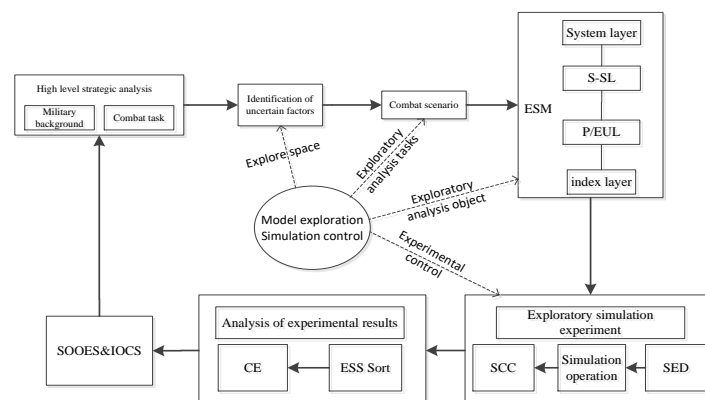 High level strategic analysis
Military
background
Combat task
Identification of
uncertain factors
Combat scenario
ESM
System layer
S-SL
P/EUL
index layer
Explore space
Exploratory
analysis tasks
Exploratory
analysis object
Experimental
control
Model exploration
Simulation control
SOOES&IOCS
Analysis of experimental results
CE
ESS Sort
Exploratory simulation
experiment
SCC
Simulation
operation
SED